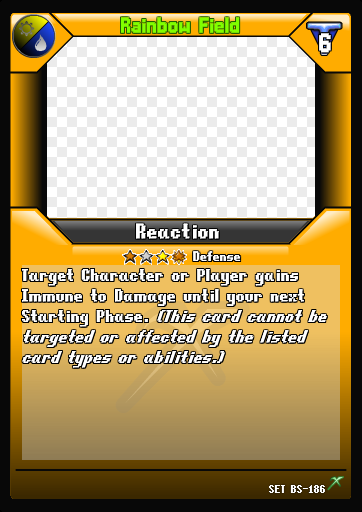 Rainbow Field
6
Reaction
Defense
Target Character or Player gains
Immune to Damage until your next
Starting Phase. (This card cannot be
targeted or affected by the listed
card types or abilities.)
SET BS-186